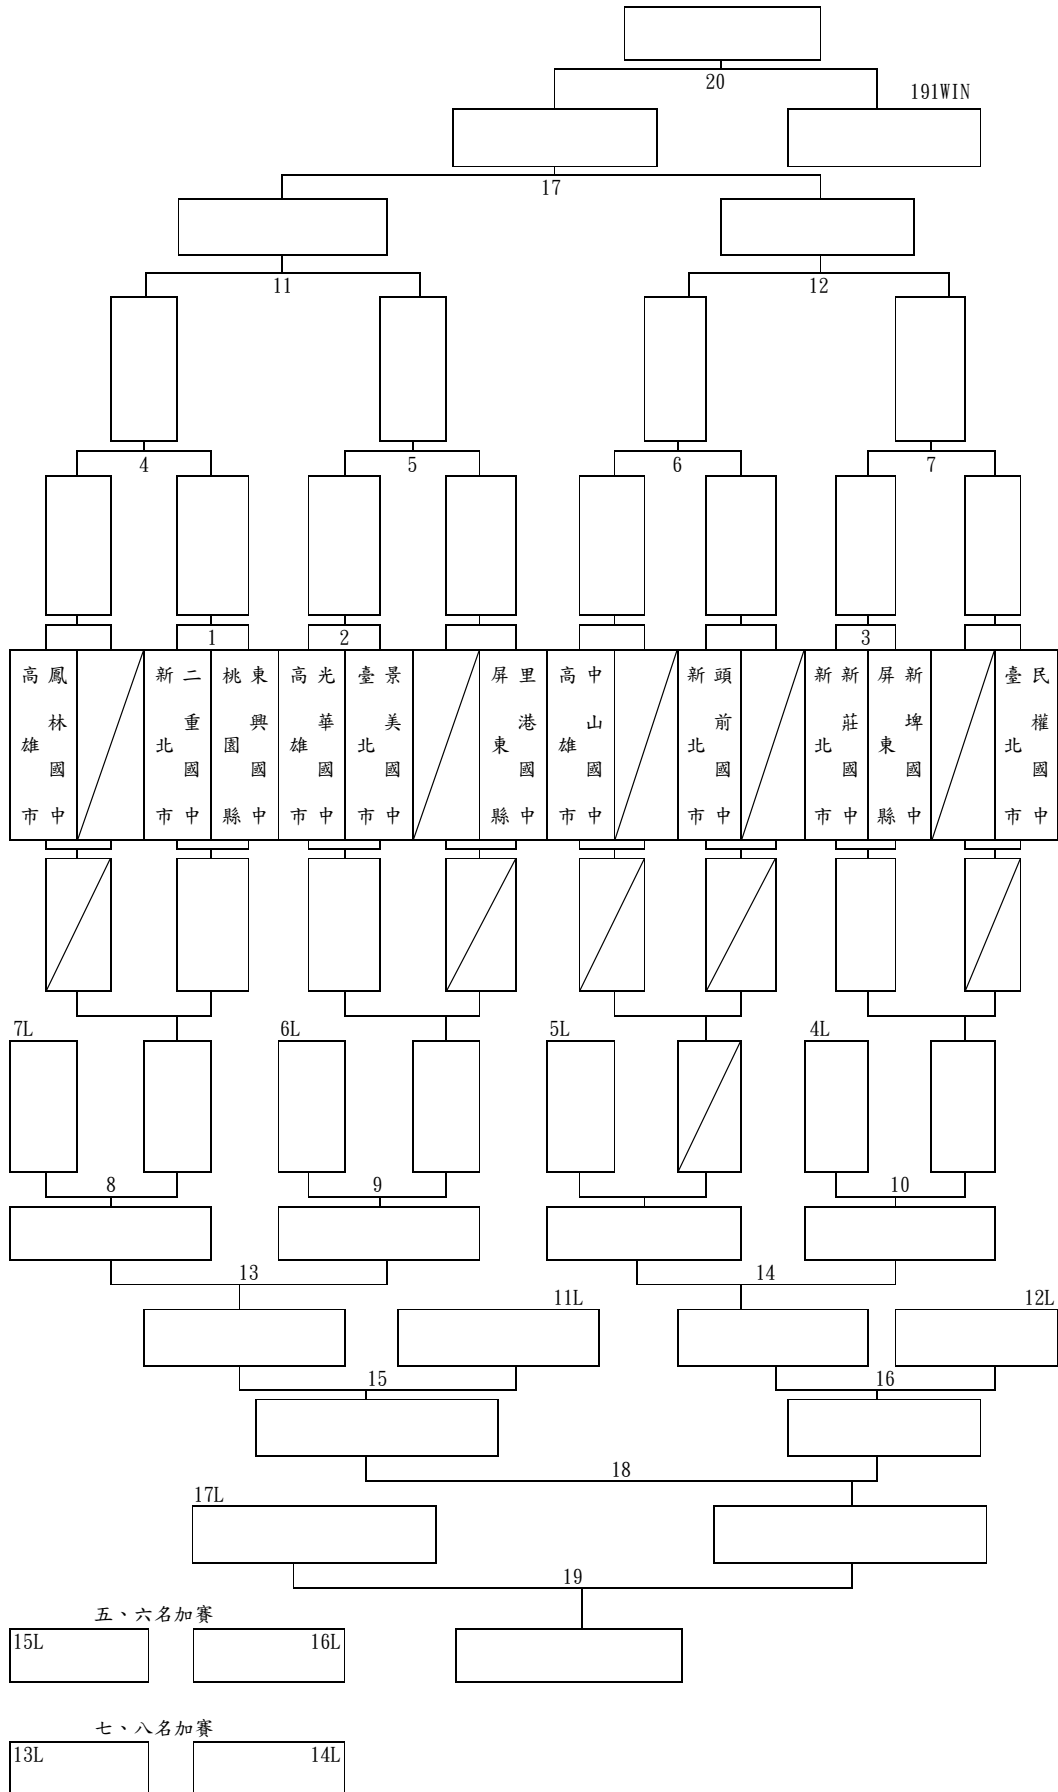 20
191WIN
17
11
12
4
5
6
7
1
2
3
高雄市
鳳林國中
新北市
二重國中
桃園縣
東興國中
高雄市
光華國中
臺北市
景美國中
屏東縣
里港國中
高雄市
中山國中
新北市
頭前國中
新北市
新莊國中
屏東縣
新埤國中
臺北市
民權國中
7L
6L
5L
4L
8
9
10
13
14
11L
12L
15
16
18
17L
19
五、六名加賽
15L
16L
七、八名加賽
13L
14L